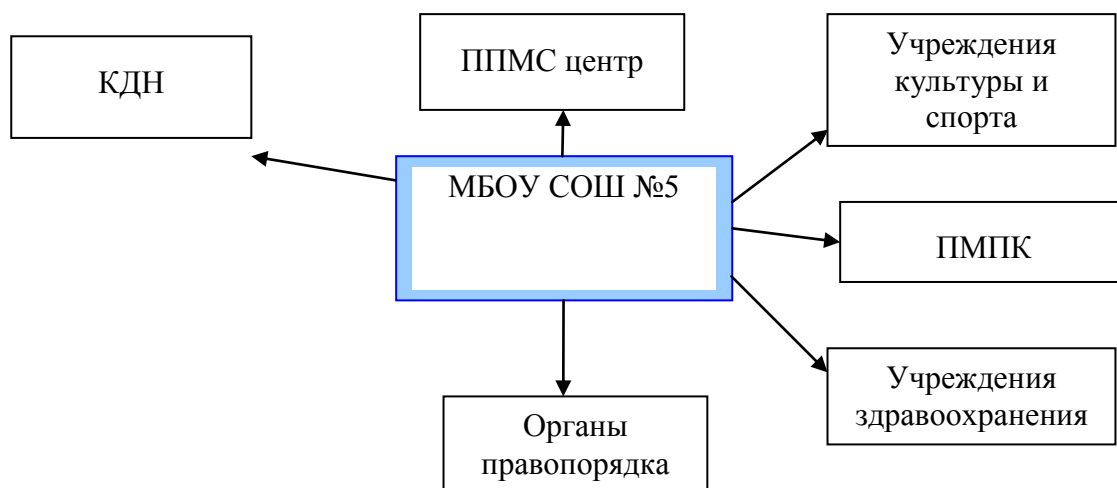 КДН
ППМС центр
Учреждения
культуры и
спорта
МБОУ СОШ №5
ПМПК
Учреждения
здравоохранения
Органы
правопорядка